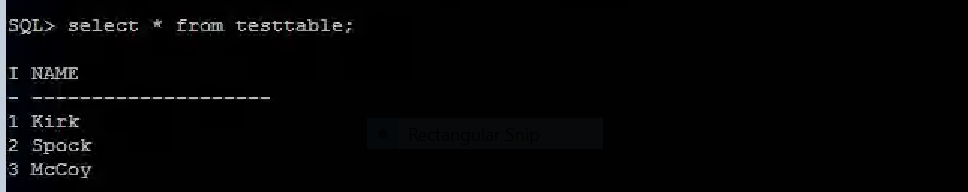 SQL> select * from testtable;
I NAME
- --------------------
1 Kirk
2 Spock
3 McCoy
Rectangular Snip